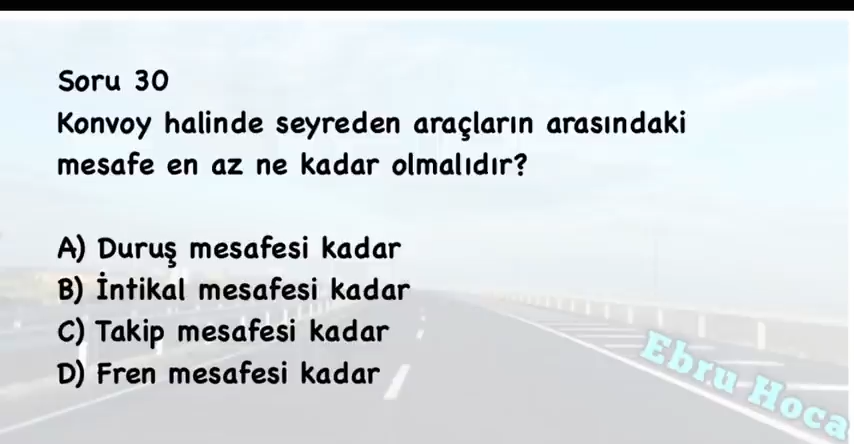 Soru 30
Konvoy halinde seyreden araçların arasındaki
mesafe en az ne kadar olmalıdır?
A) Duruş mesafesi kadar
B) İntikal mesafesi kadar
C) Takip mesafesi kadar
D) Fren mesafesi kadar
Ebru Hoca